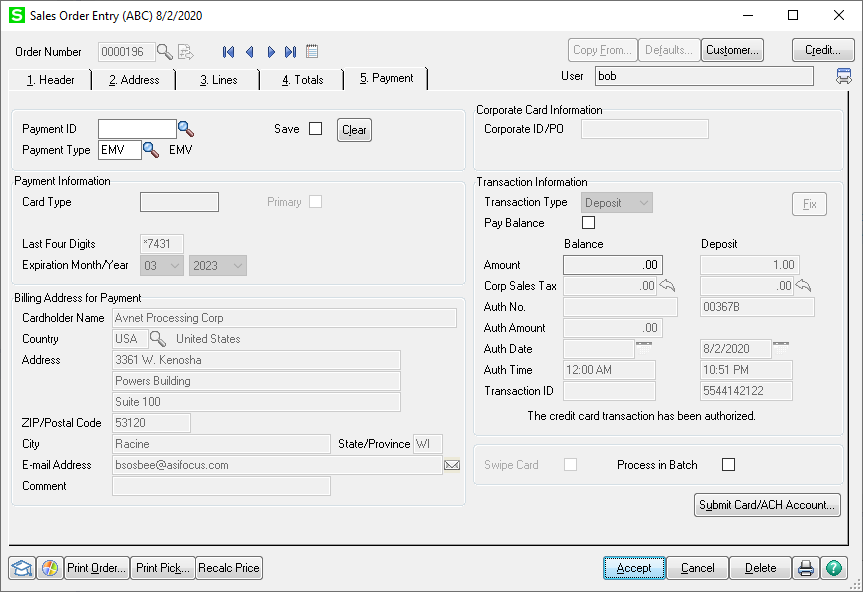 S Sales Order Entry (ABC) 8/2/2020
Order Number 0000196 Copy From... Defaults... Customer... Credit...
1. Header 2. Address 3. Lines 4. Totals 5. Payment User bob
Payment ID Save Clear
Payment Type EMV EMV
Payment Information
Card Type Primary
Last Four Digits *7431
Expiration Month/Year 03 2023
Billing Address for Payment
Cardholder Name Avnet Processing Corp
Country USA United States
Address 3361 W. Kenosha
Powers Building
Suite 100
ZIP/Postal Code 53120
City Racine State/Province WI
E-mail Address bsosbee@asifocus.com
Comment
Corporate Card Information
Corporate ID/PO
Transaction Information
Transaction Type Deposit Fix
Pay Balance
Balance Deposit
Amount .00 1.00
Corp Sales Tax .00 .00
Auth No. 00367B
Auth Amount .00
Auth Date 8/2/2020
Auth Time 12:00 AM 10:51 PM
Transaction ID 5544142122
The credit card transaction has been authorized.
Swipe Card Process in Batch
Submit Card/ACH Account...
Print Order... Print Pick... Recalc Price Accept Cancel Delete ?